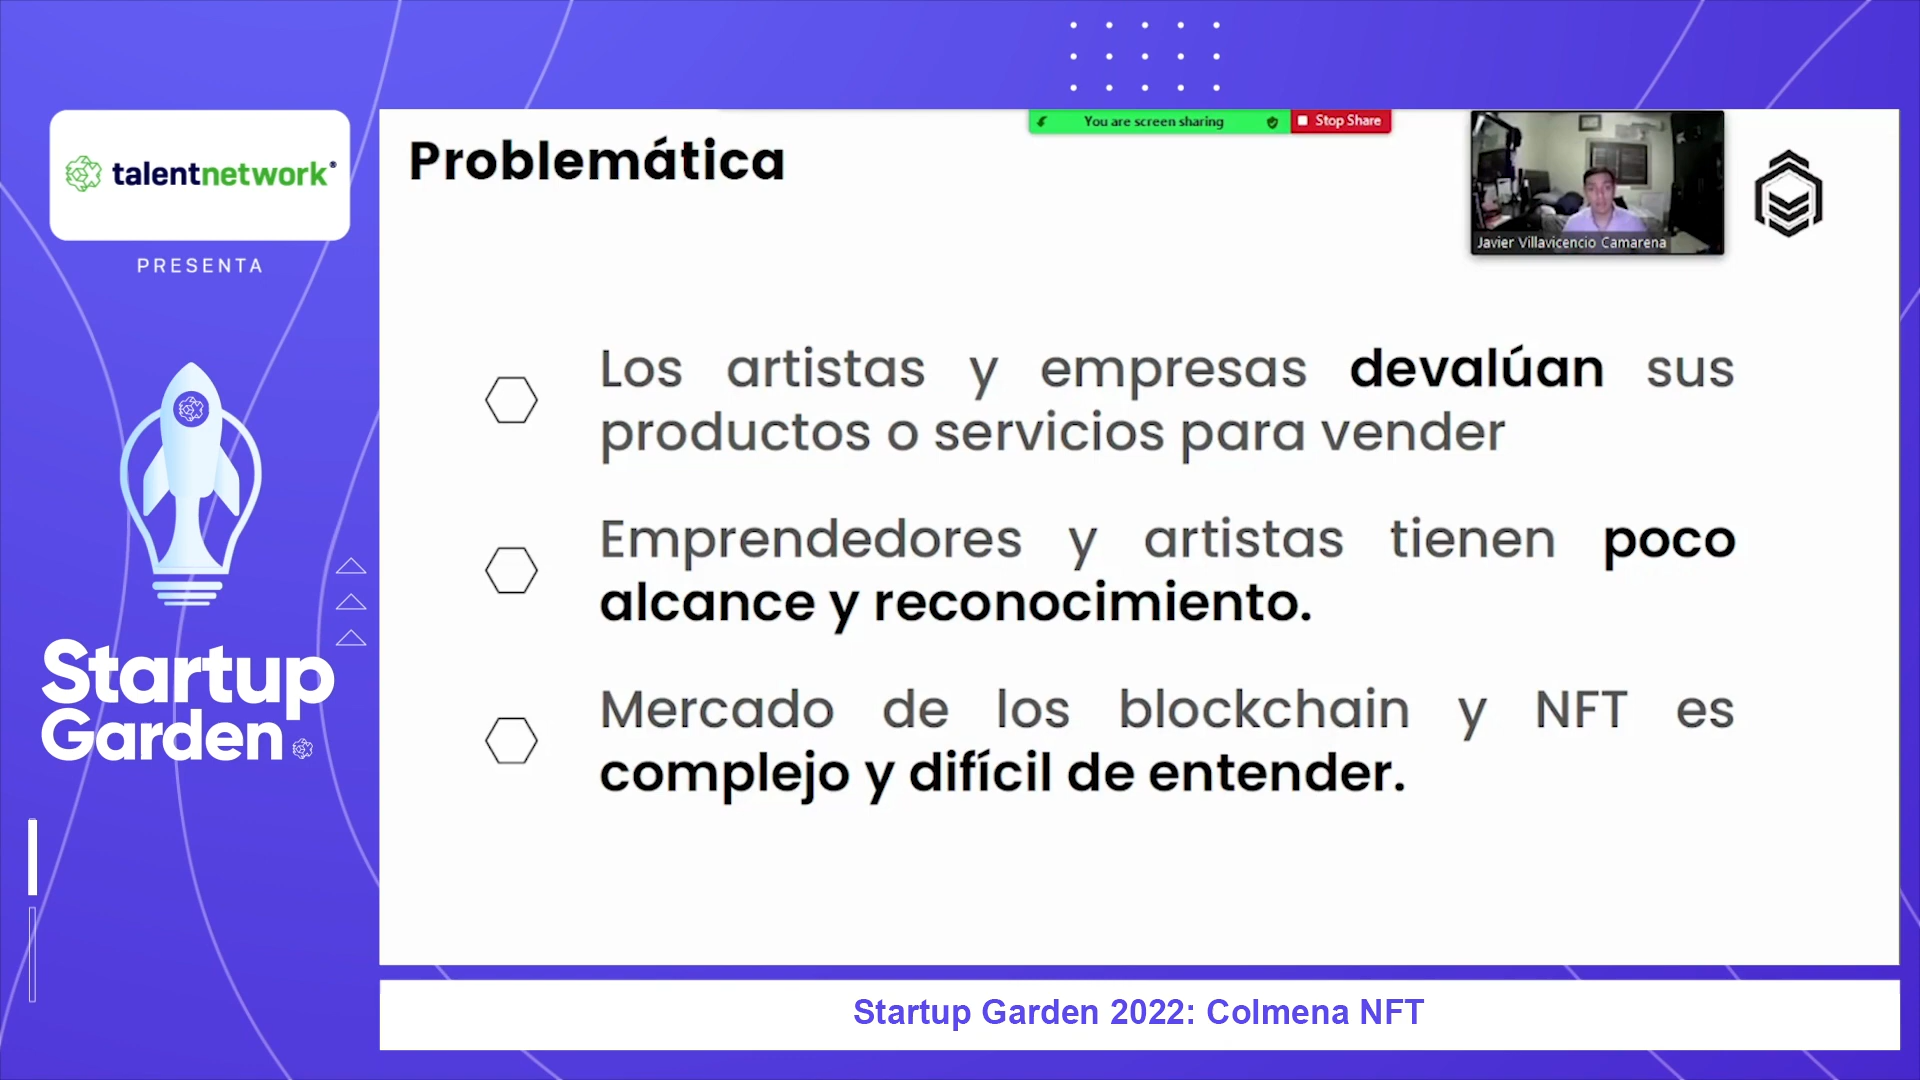 talentnetwork®
PRESENTA
Startup
Garden
Problemática
You are screen sharing
Stop Share
Javier Villavicencio Camarena
Los artistas y empresas devalúan sus
productos o servicios para vender
Emprendedores y artistas tienen poco
alcance y reconocimiento.
Mercado de los blockchain y NFT es
complejo y difícil de entender.
Startup Garden 2022: Colmena NFT